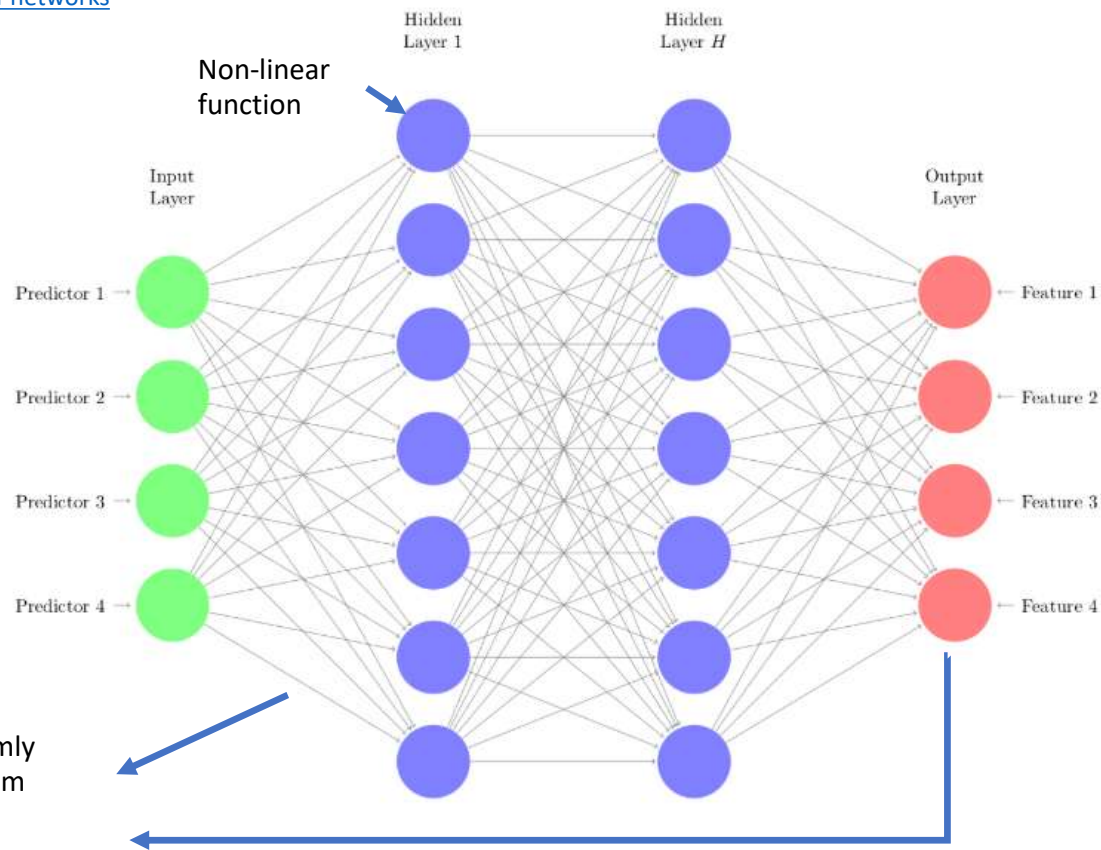 networks
Hidden
Layer 1
Hidden
Layer H
Non-linear
function
Input
Layer
Output
Layer
Predictor 1
Predictor 2
Predictor 3
Predictor 4
Feature 1
Feature 2
Feature 3
Feature 4